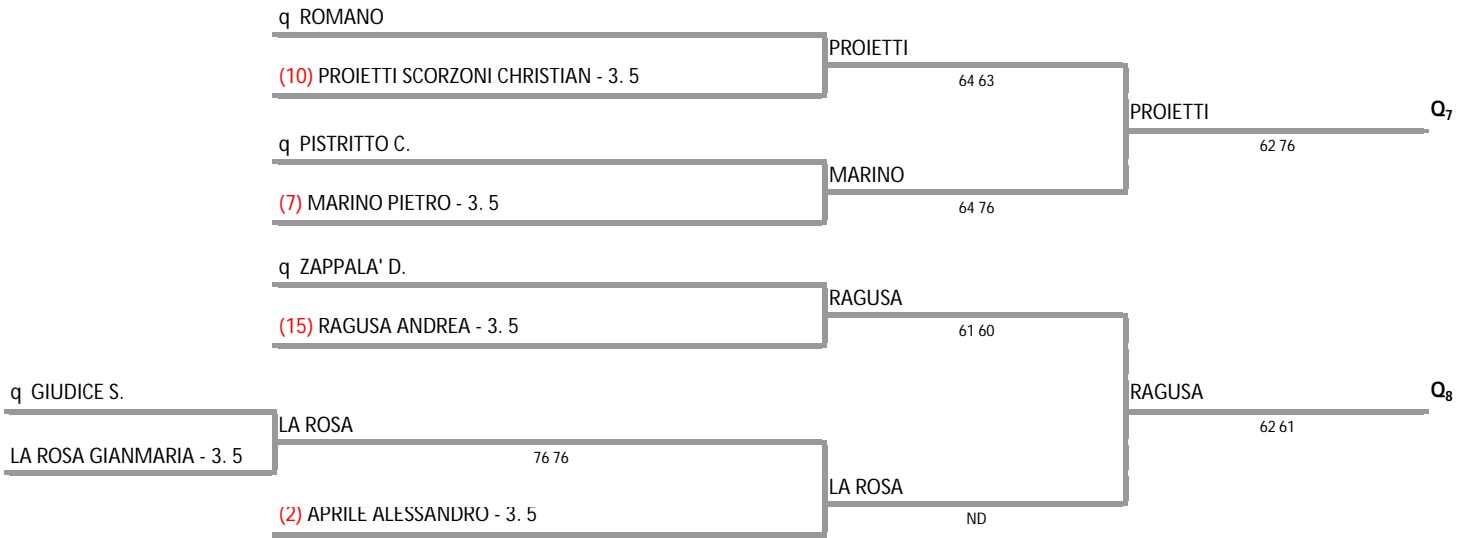 q ROMANO
PROIETTI
(10) PROIETTI SCORZONI CHRISTIAN - 3. 5
64 63
PROIETTI
Q7
q PISTRITTO C.
62 76
MARINO
(7) MARINO PIETRO - 3. 5
64 76
q ZAPPALA' D.
RAGUSA
(15) RAGUSA ANDREA - 3. 5
61 60
q GIUDICE S.
RAGUSA
Q8
LA ROSA
62 61
LA ROSA GIANMARIA - 3. 5
76 76
LA ROSA
(2) APRILE ALESSANDRO - 3. 5
ND